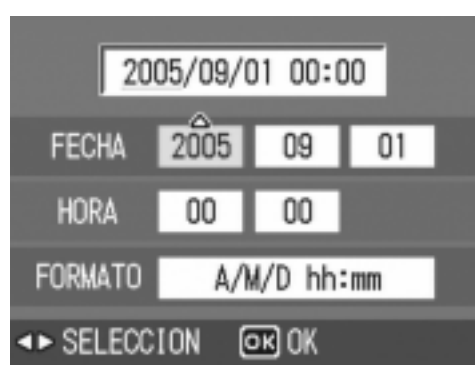 2005/09/01 00:00
FECHA 2005 09 01
HORA 00 00
FORMATO A/M/D hh:mm
SELECCION OK OK